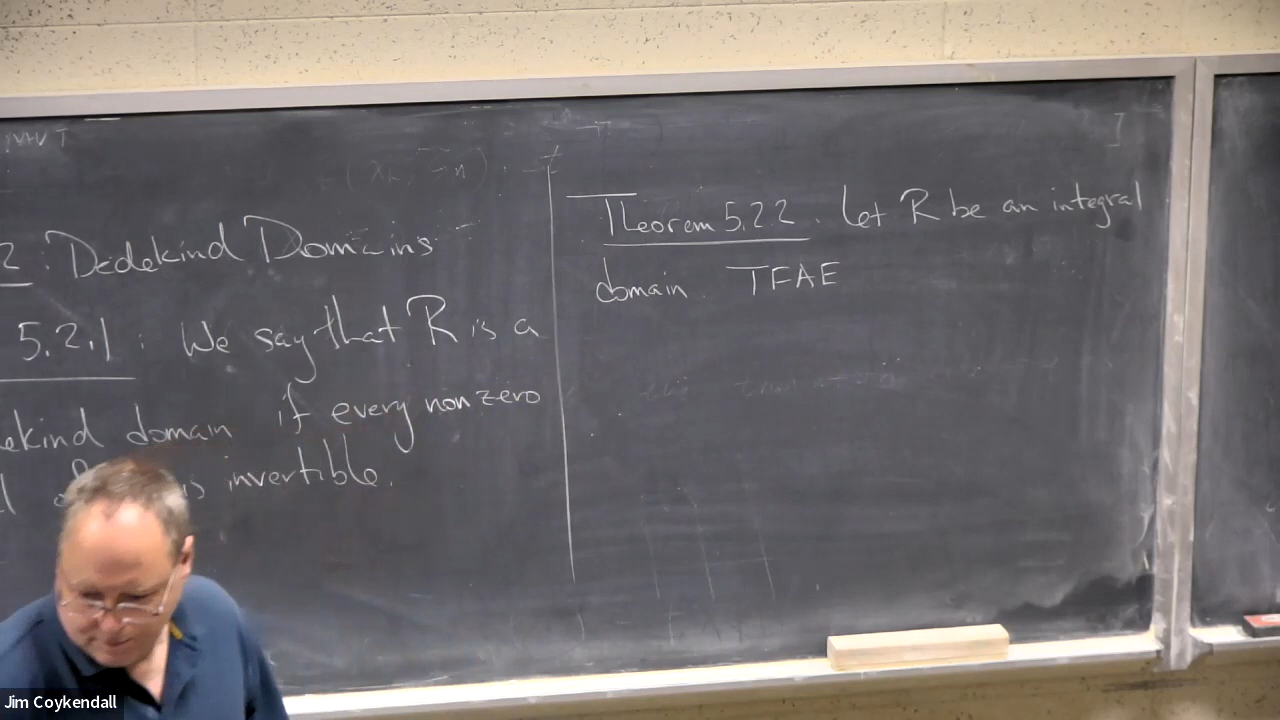 2: Dedekind Domains
5.2.1: We say that R is a
ekind domain if every nonzero
is invertible.
Theorem 5.2.2. Let R be an integral
domain. TFAE
Jim Coykendall